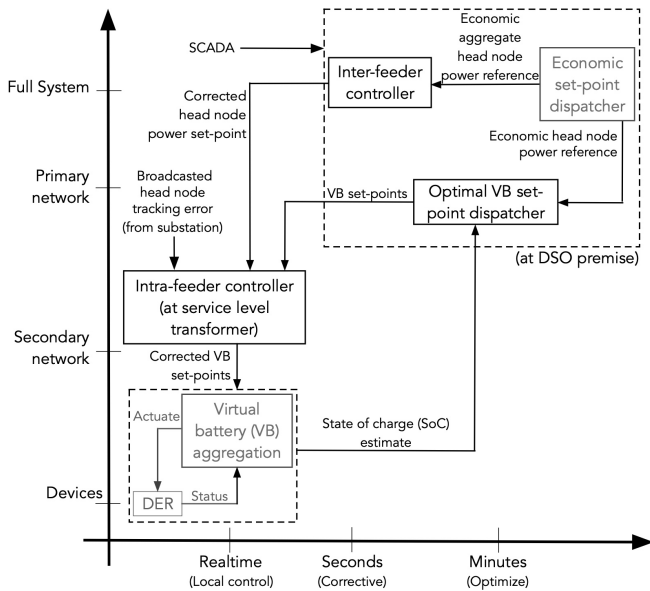 Economic
aggregate
head node
power reference
SCADA
Inter-feeder
controller
Economic
set-point
dispatcher
Full System
Corrected
head node
power set-point
Economic head node
power reference
Primary
network
Broadcasted
head node
tracking error
(from substation)
VB set-points
Optimal VB set-
point dispatcher
(at DSO premise)
Intra-feeder controller
(at service level
transformer)
Secondary
network
Corrected VB
set-points
Actuate
Virtual
battery (VB)
aggregation
State of charge (SoC)
estimate
Devices
DER
Status
Realtime
(Local control)
Seconds
(Corrective)
Minutes
(Optimize)